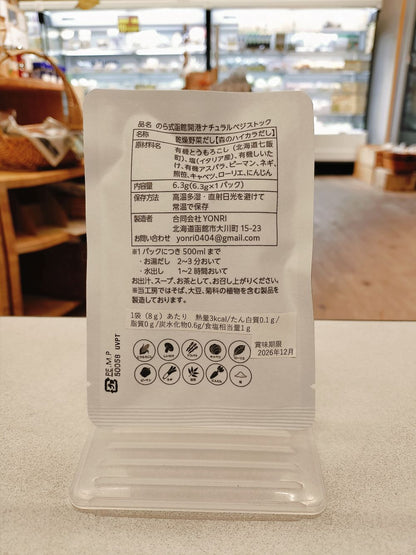 品名 のら式函館開港ナチュラルベジストック
名称 乾燥野菜だし【森のハイカラだし】
原材料名 有機とうもろこし(北海道七飯
町)、塩(イタリア産)、有機しいた
け、有機アスパラ、ピーマン、ネギ、
熊笹、キャベツ、ローリエ、にんじん
内容量 6.3g(6.3g×1パック)
保存方法 高温多湿・直射日光を避けて
常温で保存
製造者 合同会社 YONRI
北海道函館市大川町 15-23
お問い合わせ yonri0404@gmail.com
※1パックにつき 500ml まで
・お湯だし 2~3分おいて
・水出し 1~2時間おいて
お出汁、スープ、お茶として、お召し上がりください。
※当工房ではそば、大豆、菊科の植物を含む製品を
製造しております。
1袋(8g)あたり 熱量3kcal/たん白質0.1g/
脂質0g/炭水化物0.6g/食塩相当量1g
賞味期限
2026年12月
PE.M.P
50059 UVPT